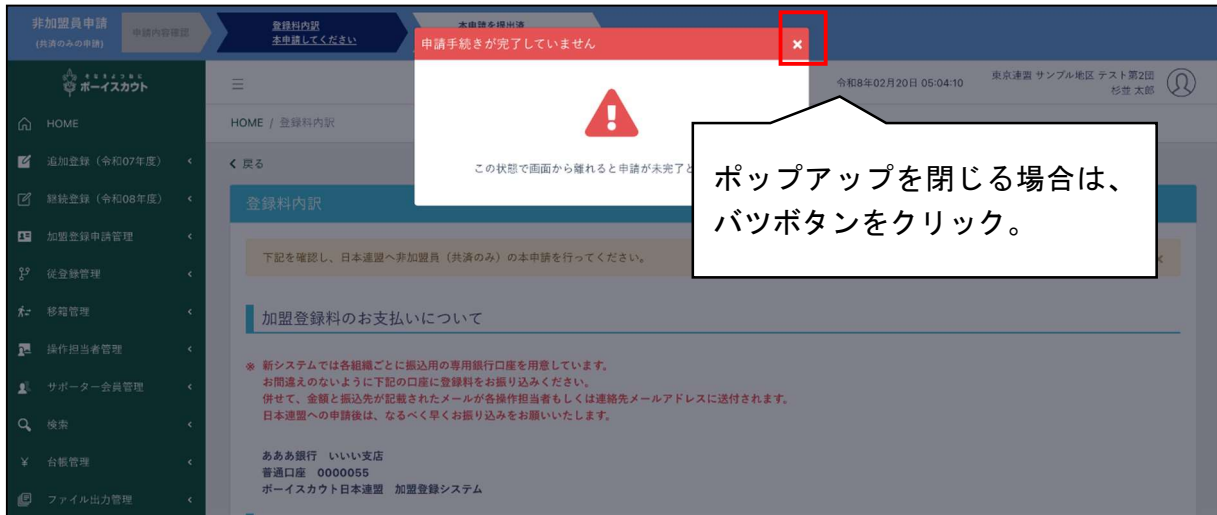 非加盟員申請
(共済のみの申請)
申請内容確認
登録料内訳
本申請してください
本申請を提出済
申請手続きが完了していません
×
ボーイスカウト
令和8年02月20日 05:04:10
東京連盟 サンプル地区 テスト第2団
杉並 太郎
HOME
HOME / 登録料内訳
追加登録（令和07年度）
戻る
この状態で画面から離れると申請が未完了と
ポップアップを閉じる場合は、
バツボタンをクリック。
継続登録（令和08年度）
登録料内訳
加盟登録申請管理
下記を確認し、日本連盟へ非加盟員（共済のみ）の本申請を行ってください。
従登録管理
移籍管理
加盟登録料のお支払いについて
操作担当者管理
※ 新システムでは各組織ごとに振込用の専用銀行口座を用意しています。
お間違えのないように下記の口座に登録料をお振り込みください。
併せて、金額と振込先が記載されたメールが各操作担当者もしくは連絡先メールアドレスに送付されます。
日本連盟への申請後は、なるべく早くお振り込みをお願いいたします。
サポーター会員管理
検索
あああ銀行 いいい支店
普通口座 0000055
ボーイスカウト日本連盟 加盟登録システム
¥ 台帳管理
ファイル出力管理